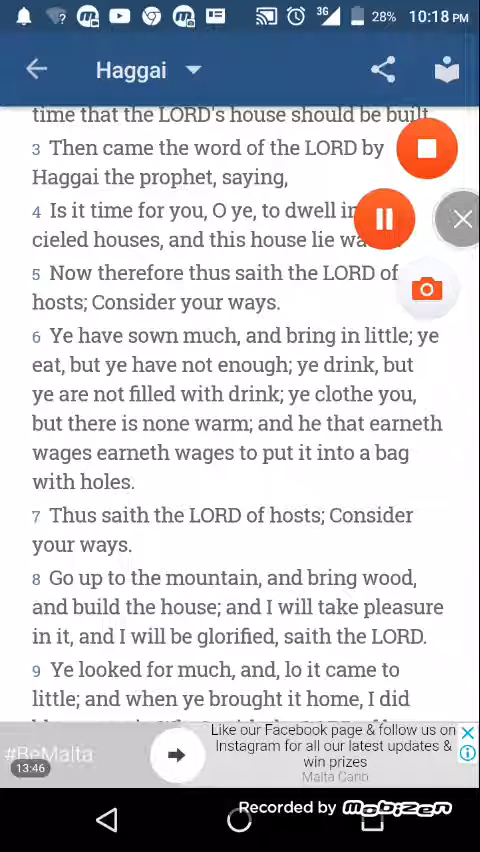 3G 28% 10:18 PM
Haggai
time that the LORD's house should be built
3 Then came the word of the LORD by
Haggai the prophet, saying,
4 Is it time for you, O ye, to dwell in
cieled houses, and this house lie
5 Now therefore thus saith the LORD of
hosts; Consider your ways.
6 Ye have sown much, and bring in little; ye
eat, but ye have not enough; ye drink, but
ye are not filled with drink; ye clothe you,
but there is none warm; and he that earneth
wages earneth wages to put it into a bag
with holes.
7 Thus saith the LORD of hosts; Consider
your ways.
8 Go up to the mountain, and bring wood,
and build the house; and I will take pleasure
in it, and I will be glorified, saith the LORD.
9 Ye looked for much, and, lo it came to
little; and when ye brought it home, I did
#BeMalta
Like our Facebook page & follow us on
Instagram for all our latest updates &
win prizes
Malta Carib
13:46
Recorded by mobizen